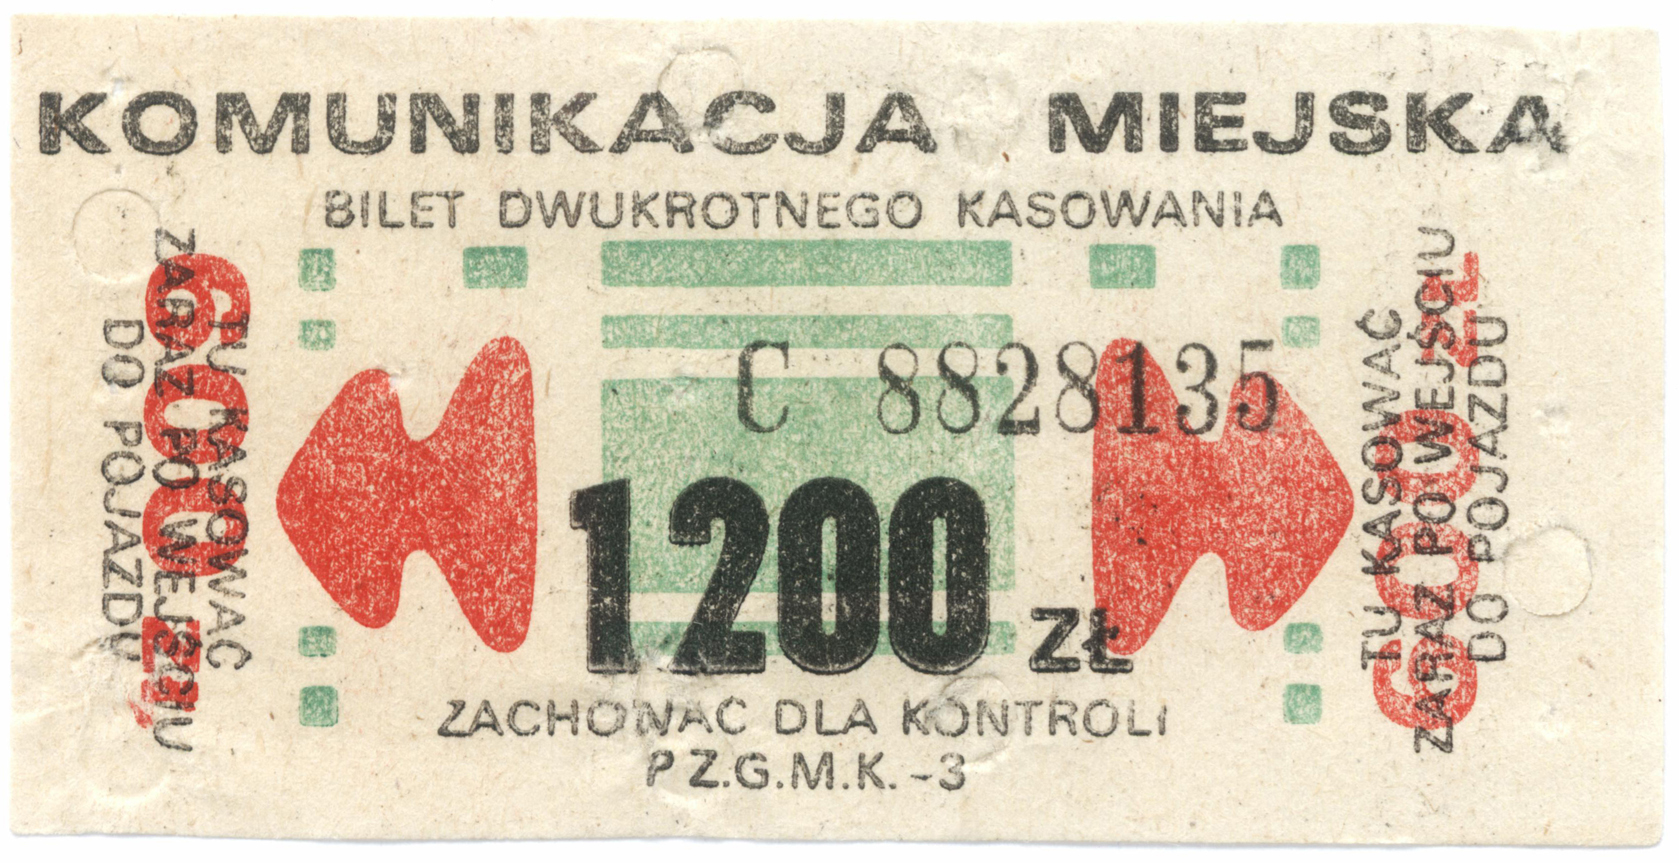 KOMUNIKACJA MIEJSKA
BILET DWUKROTNEGO KASOWANIA
TU KASOWAĆ
ZARAZ PO WEJŚCIU
DO POJAZDU
600 ZŁ
C 8828135
1200 ZŁ
TU KASOWAĆ
ZARAZ PO WEJŚCIU
DO POJAZDU
600 ZŁ
ZACHOWAĆ DLA KONTROLI
P Z.G.M.K. -3